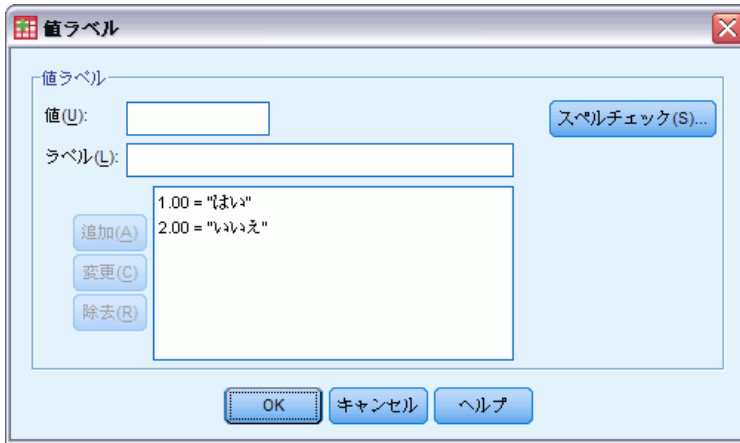 値ラベル
値ラベル
値(U):
スペルチェック(S)...
ラベル(L):
1.00 = "はい"
2.00 = "いいえ"
追加(A)
変更(C)
除去(R)
OK
キャンセル
ヘルプ